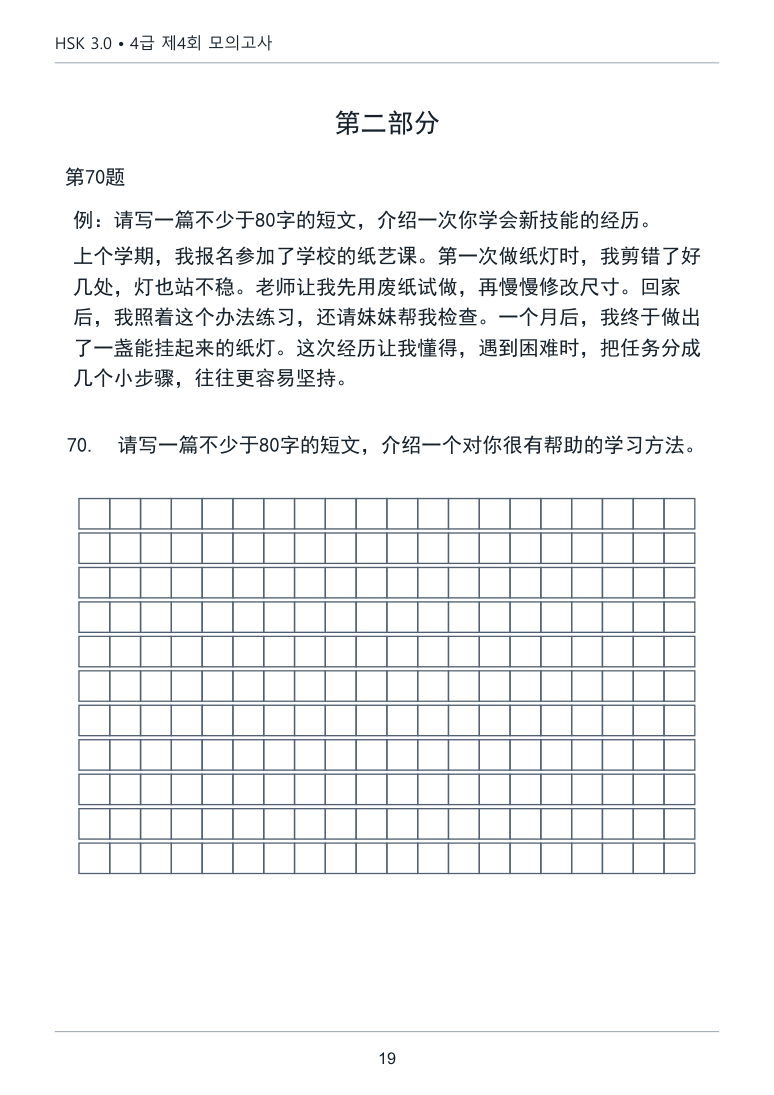 HSK 3.0 • 4급 제4회 모의고사
第二部分
第70题
例：请写一篇不少于80字的短文，介绍一次你学会新技能的经历。
上个学期，我报名参加了学校的纸艺课。第一次做纸灯时，我剪错了好
几处，灯也站不稳。老师让我先用废纸试做，再慢慢修改尺寸。回家
后，我照着这个办法练习，还请妹妹帮我检查。一个月后，我终于做出
了一盏能挂起来的纸灯。这次经历让我懂得，遇到困难时，把任务分成
几个小步骤，往往更容易坚持。
70. 请写一篇不少于80字的短文，介绍一个对你很有帮助的学习方法。
19